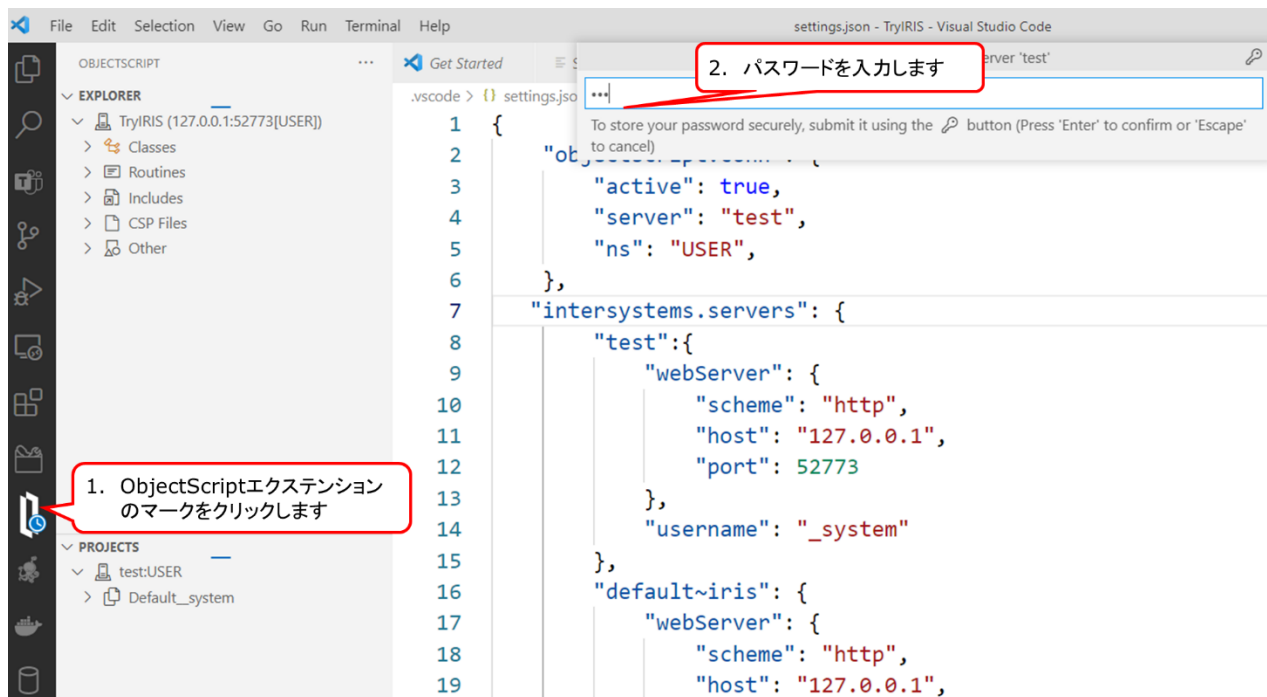 File Edit Selection View Go Run Terminal Help
settings.json - TryIRIS - Visual Studio Code
OBJECTSCRIPT ...
EXPLORER
TryIRIS (127.0.0.1:52773[USER])
Classes
Routines
Includes
CSP Files
Other
1. ObjectScriptエクステンション
のマークをクリックします
PROJECTS
test:USER
Default__system
Get Started
'test'
2. パスワードを入力します
•••
To store your password securely, submit it using the button (Press 'Enter' to confirm or 'Escape'
to cancel)
.vscode > {} settings.jso
1 {
2
3 "active": true,
4 "server": "test",
5 "ns": "USER",
6 },
7 "intersystems.servers": {
8 "test":{
9 "webServer": {
10 "scheme": "http",
11 "host": "127.0.0.1",
12 "port": 52773
13 },
14 "username": "_system"
15 },
16 "default~iris": {
17 "webServer": {
18 "scheme": "http",
19 "host": "127.0.0.1",